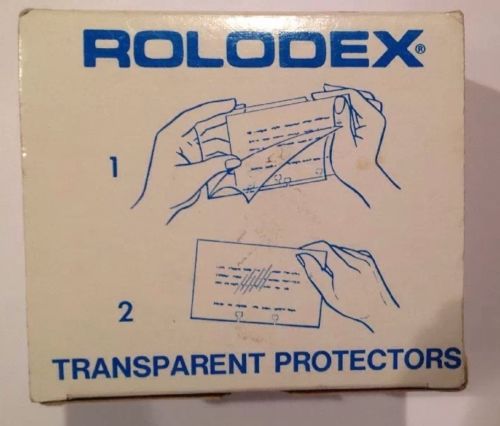 ROLODEX®
1
2
TRANSPARENT PROTECTORS